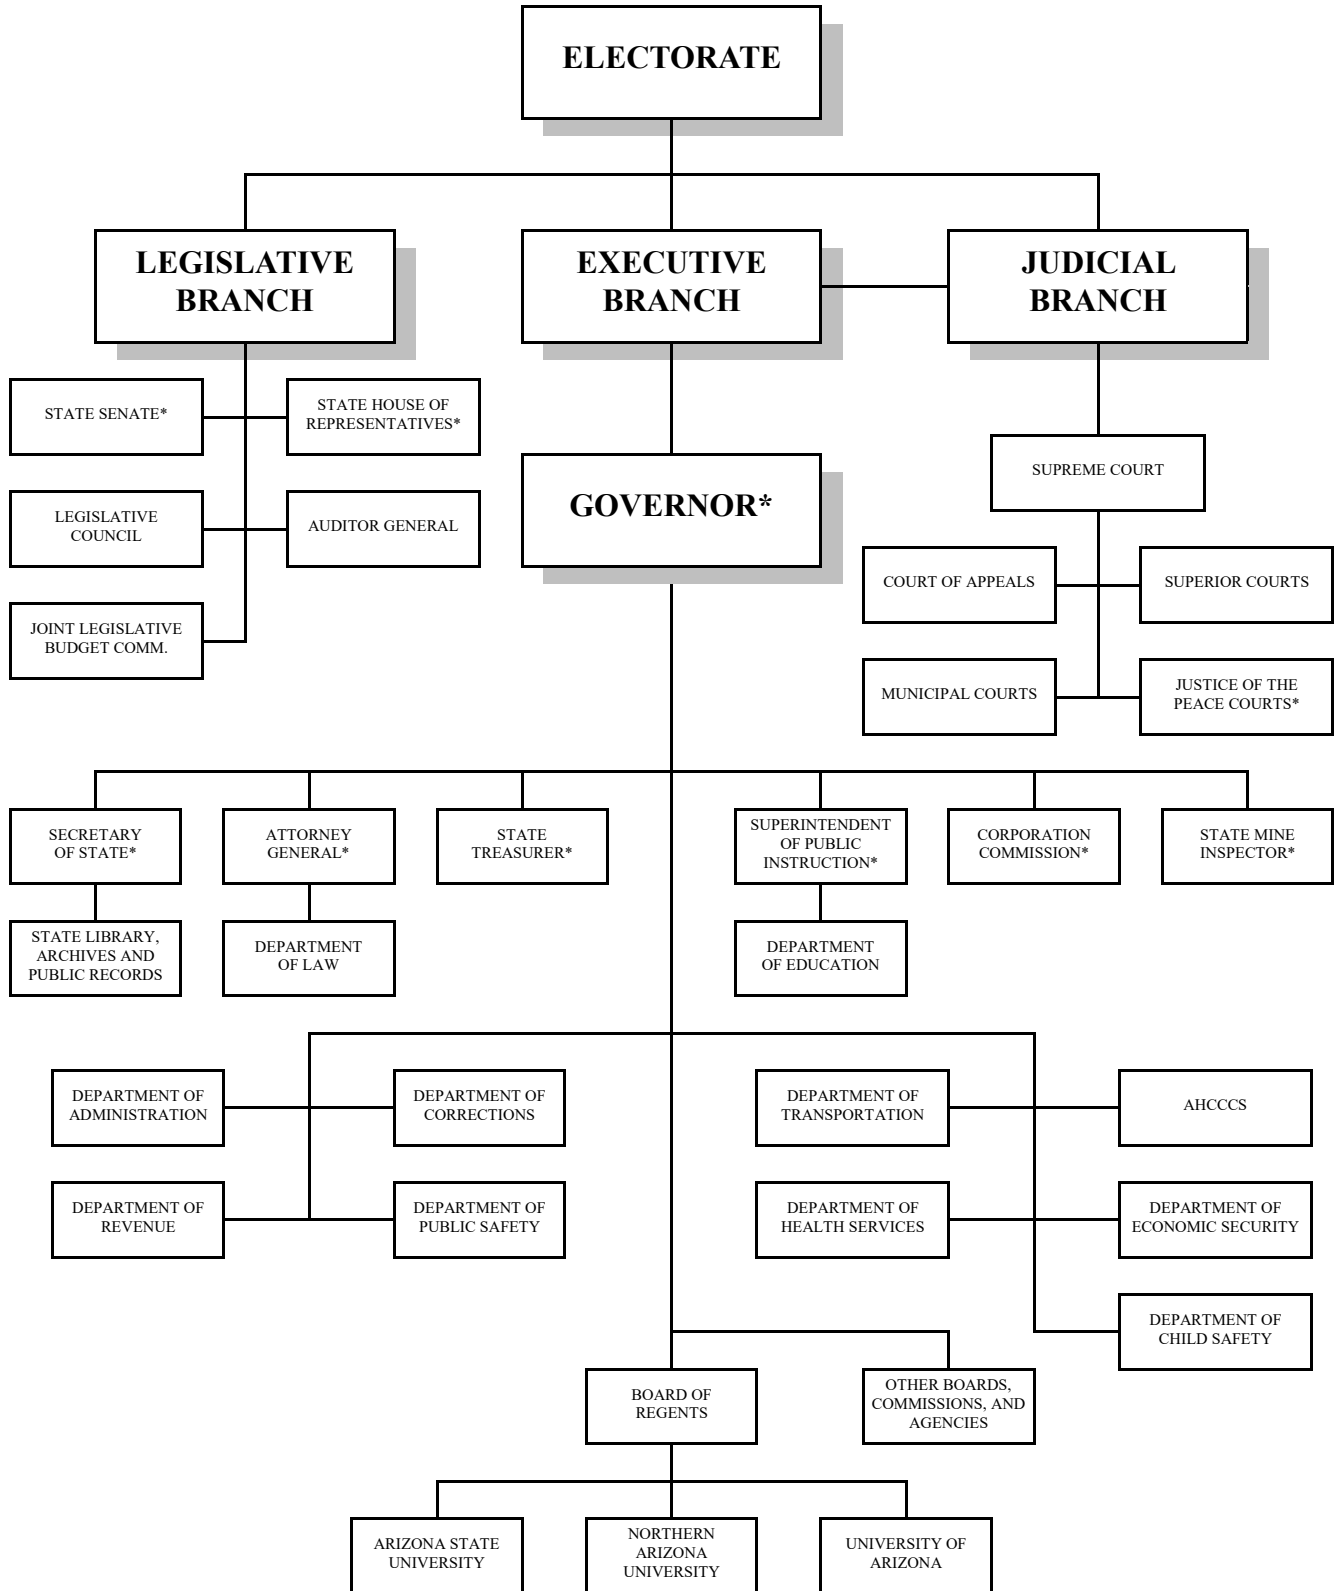 ELECTORATE
LEGISLATIVE
BRANCH
EXECUTIVE
BRANCH
JUDICIAL
BRANCH
STATE SENATE*
STATE HOUSE OF
REPRESENTATIVES*
LEGISLATIVE
COUNCIL
AUDITOR GENERAL
JOINT LEGISLATIVE
BUDGET COMM.
GOVERNOR*
SUPREME COURT
COURT OF APPEALS
SUPERIOR COURTS
MUNICIPAL COURTS
JUSTICE OF THE
PEACE COURTS*
SECRETARY
OF STATE*
ATTORNEY
GENERAL*
STATE
TREASURER*
SUPERINTENDENT
OF PUBLIC
INSTRUCTION*
CORPORATION
COMMISSION*
STATE MINE
INSPECTOR*
STATE LIBRARY,
ARCHIVES AND
PUBLIC RECORDS
DEPARTMENT
OF LAW
DEPARTMENT
OF EDUCATION
DEPARTMENT OF
ADMINISTRATION
DEPARTMENT OF
CORRECTIONS
DEPARTMENT OF
TRANSPORTATION
AHCCCS
DEPARTMENT OF
REVENUE
DEPARTMENT OF
PUBLIC SAFETY
DEPARTMENT OF
HEALTH SERVICES
DEPARTMENT OF
ECONOMIC SECURITY
DEPARTMENT OF
CHILD SAFETY
BOARD OF
REGENTS
OTHER BOARDS,
COMMISSIONS, AND
AGENCIES
ARIZONA STATE
UNIVERSITY
NORTHERN
ARIZONA
UNIVERSITY
UNIVERSITY OF
ARIZONA